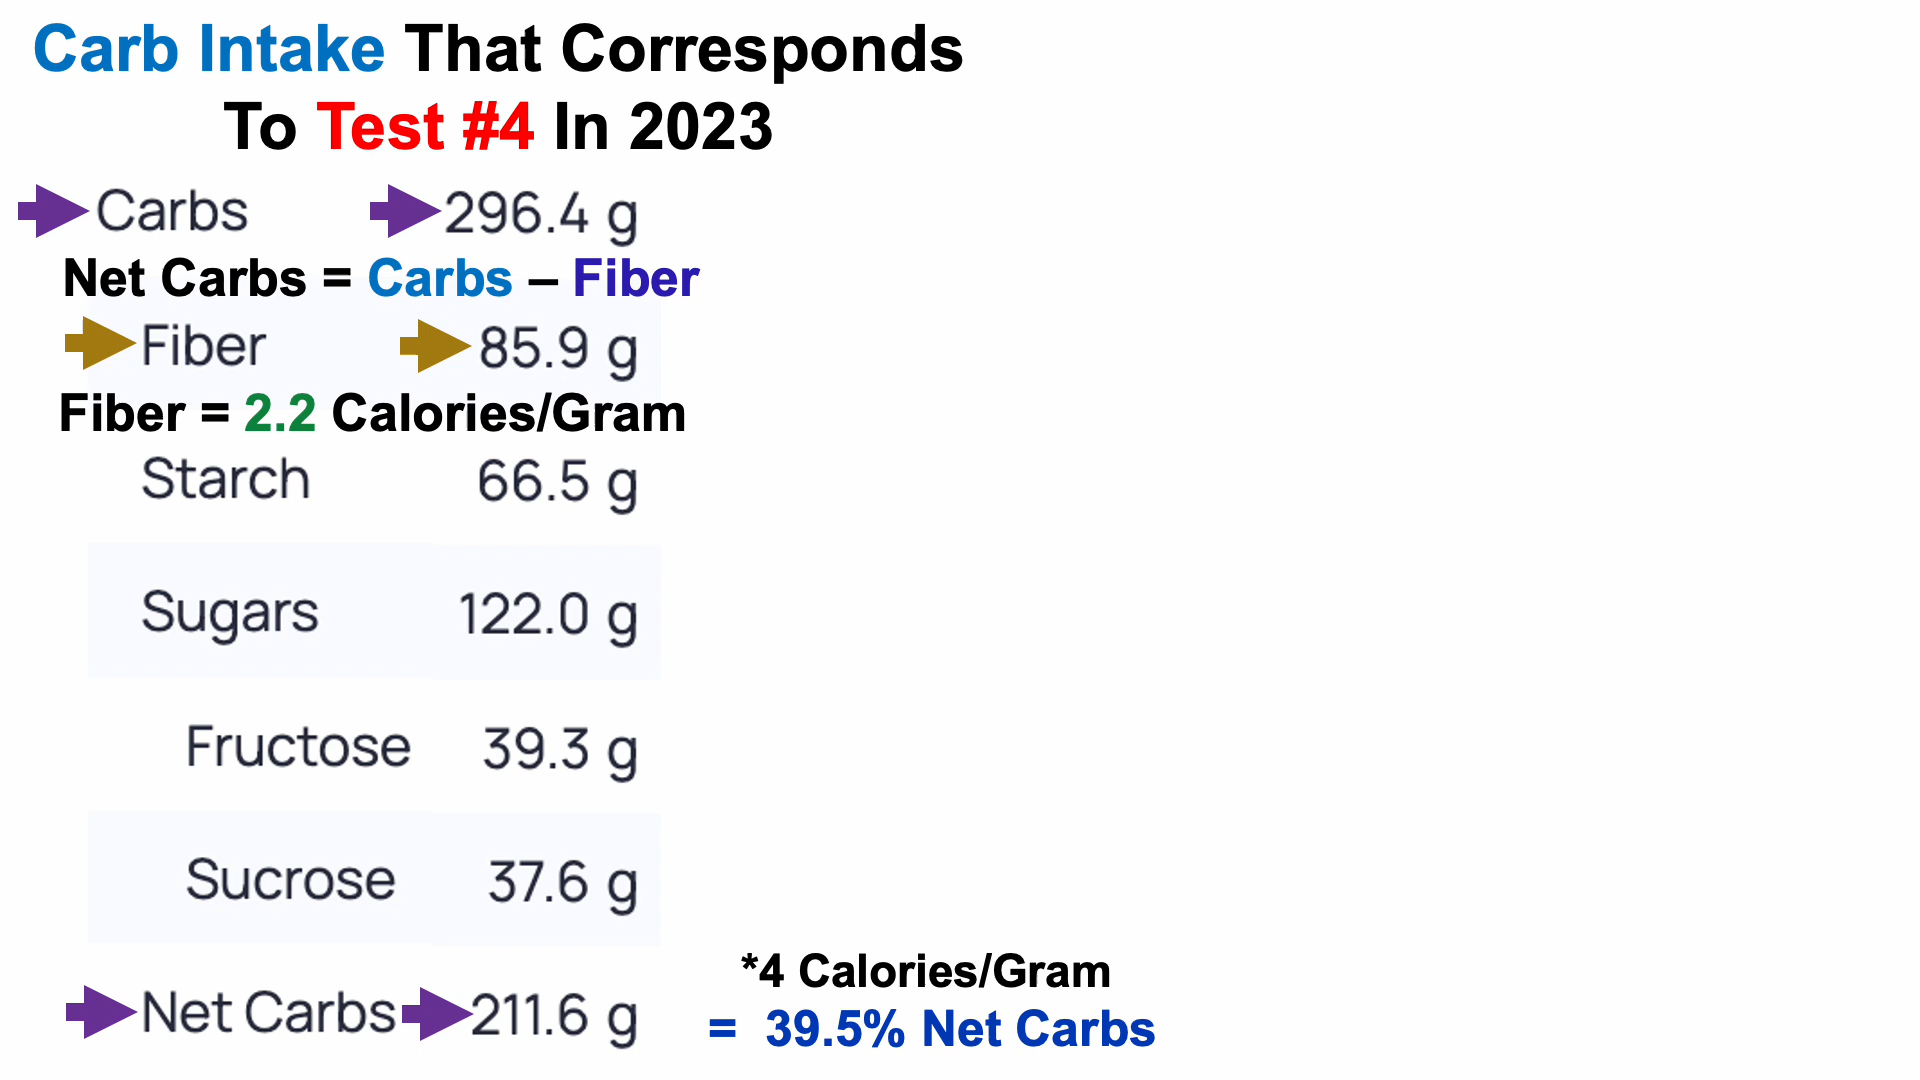 Carb Intake That Corresponds
To Test #4 In 2023
Carbs 296.4 g
Net Carbs = Carbs – Fiber
Fiber 85.9 g
Fiber = 2.2 Calories/Gram
Starch 66.5 g
Sugars 122.0 g
Fructose 39.3 g
Sucrose 37.6 g
*4 Calories/Gram
Net Carbs 211.6 g = 39.5% Net Carbs